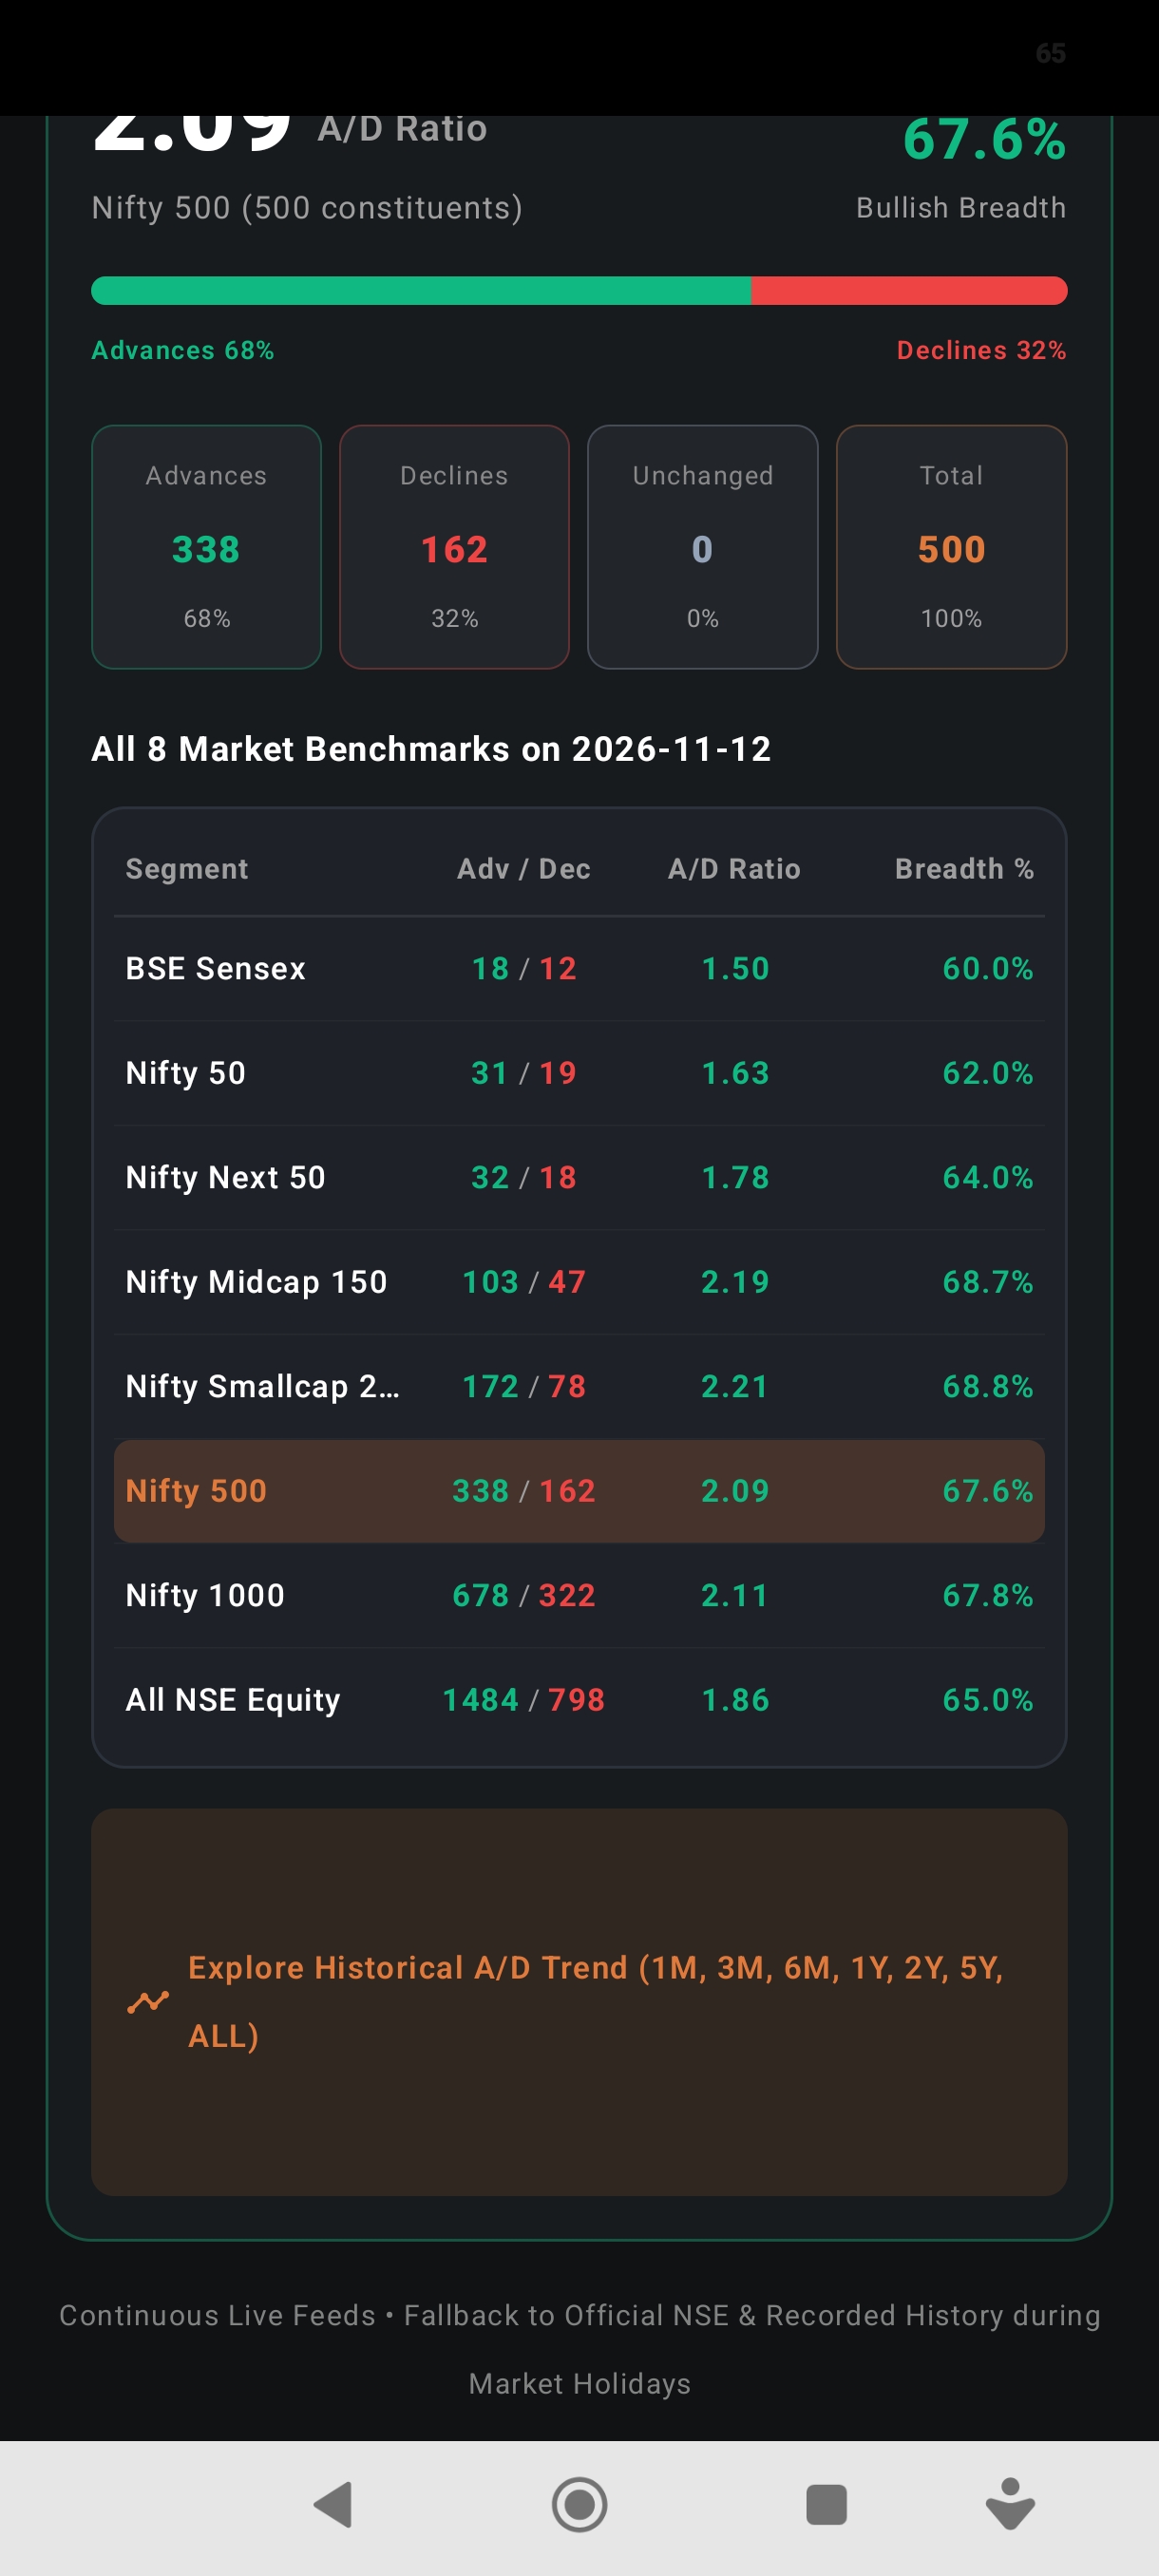 65
2.09 A/D Ratio 67.6%
Nifty 500 (500 constituents) Bullish Breadth
Advances 68% Declines 32%
Advances Declines Unchanged Total
338 162 0 500
68% 32% 0% 100%
All 8 Market Benchmarks on 2026-11-12
Segment Adv / Dec A/D Ratio Breadth %
BSE Sensex 18 / 12 1.50 60.0%
Nifty 50 31 / 19 1.63 62.0%
Nifty Next 50 32 / 18 1.78 64.0%
Nifty Midcap 150 103 / 47 2.19 68.7%
Nifty Smallcap 2… 172 / 78 2.21 68.8%
Nifty 500 338 / 162 2.09 67.6%
Nifty 1000 678 / 322 2.11 67.8%
All NSE Equity 1484 / 798 1.86 65.0%
Explore Historical A/D Trend (1M, 3M, 6M, 1Y, 2Y, 5Y,
ALL)
Continuous Live Feeds • Fallback to Official NSE & Recorded History during
Market Holidays